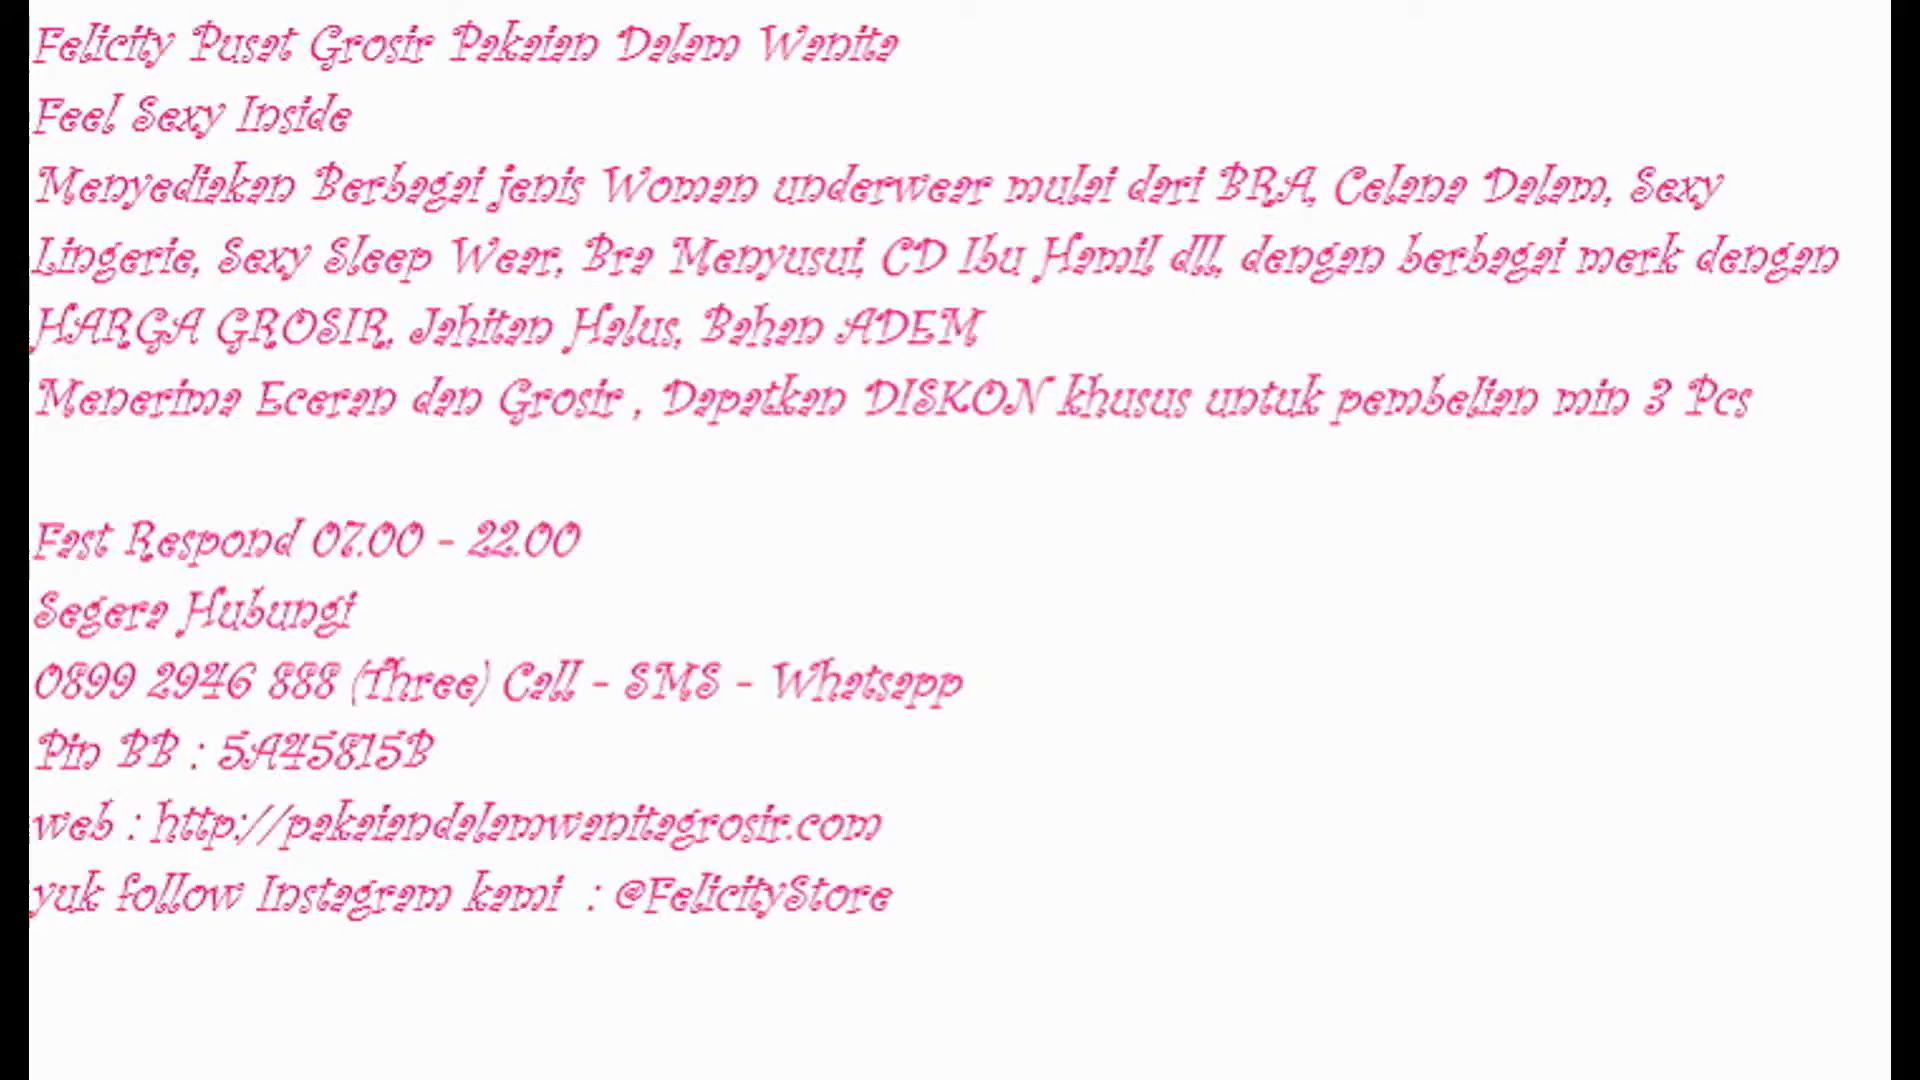 Felicity Pusat Grosir Pakaian Dalam Wanita
Feel Sexy Inside
Menyediakan Berbagai jenis Woman underwear mulai dari BRA, Celana Dalam, Sexy
Lingerie, Sexy Sleep Wear, Bra Menyusui, CD Ibu Hamil dll, dengan berbagai merk dengan
HARGA GROSIR, Jahitan Halus, Bahan ADEM
Menerima Eceran dan Grosir , Dapatkan DISKON khusus untuk pembelian min 3 Pcs
Fast Respond 07.00 - 22.00
Segera Hubungi
0899 2946 888 (Three) Call - SMS - Whatsapp
Pin BB : 5A45815B
web : http://pakaiandalamwanitagrosir.com
yuk follow Instagram kami : @FelicityStore